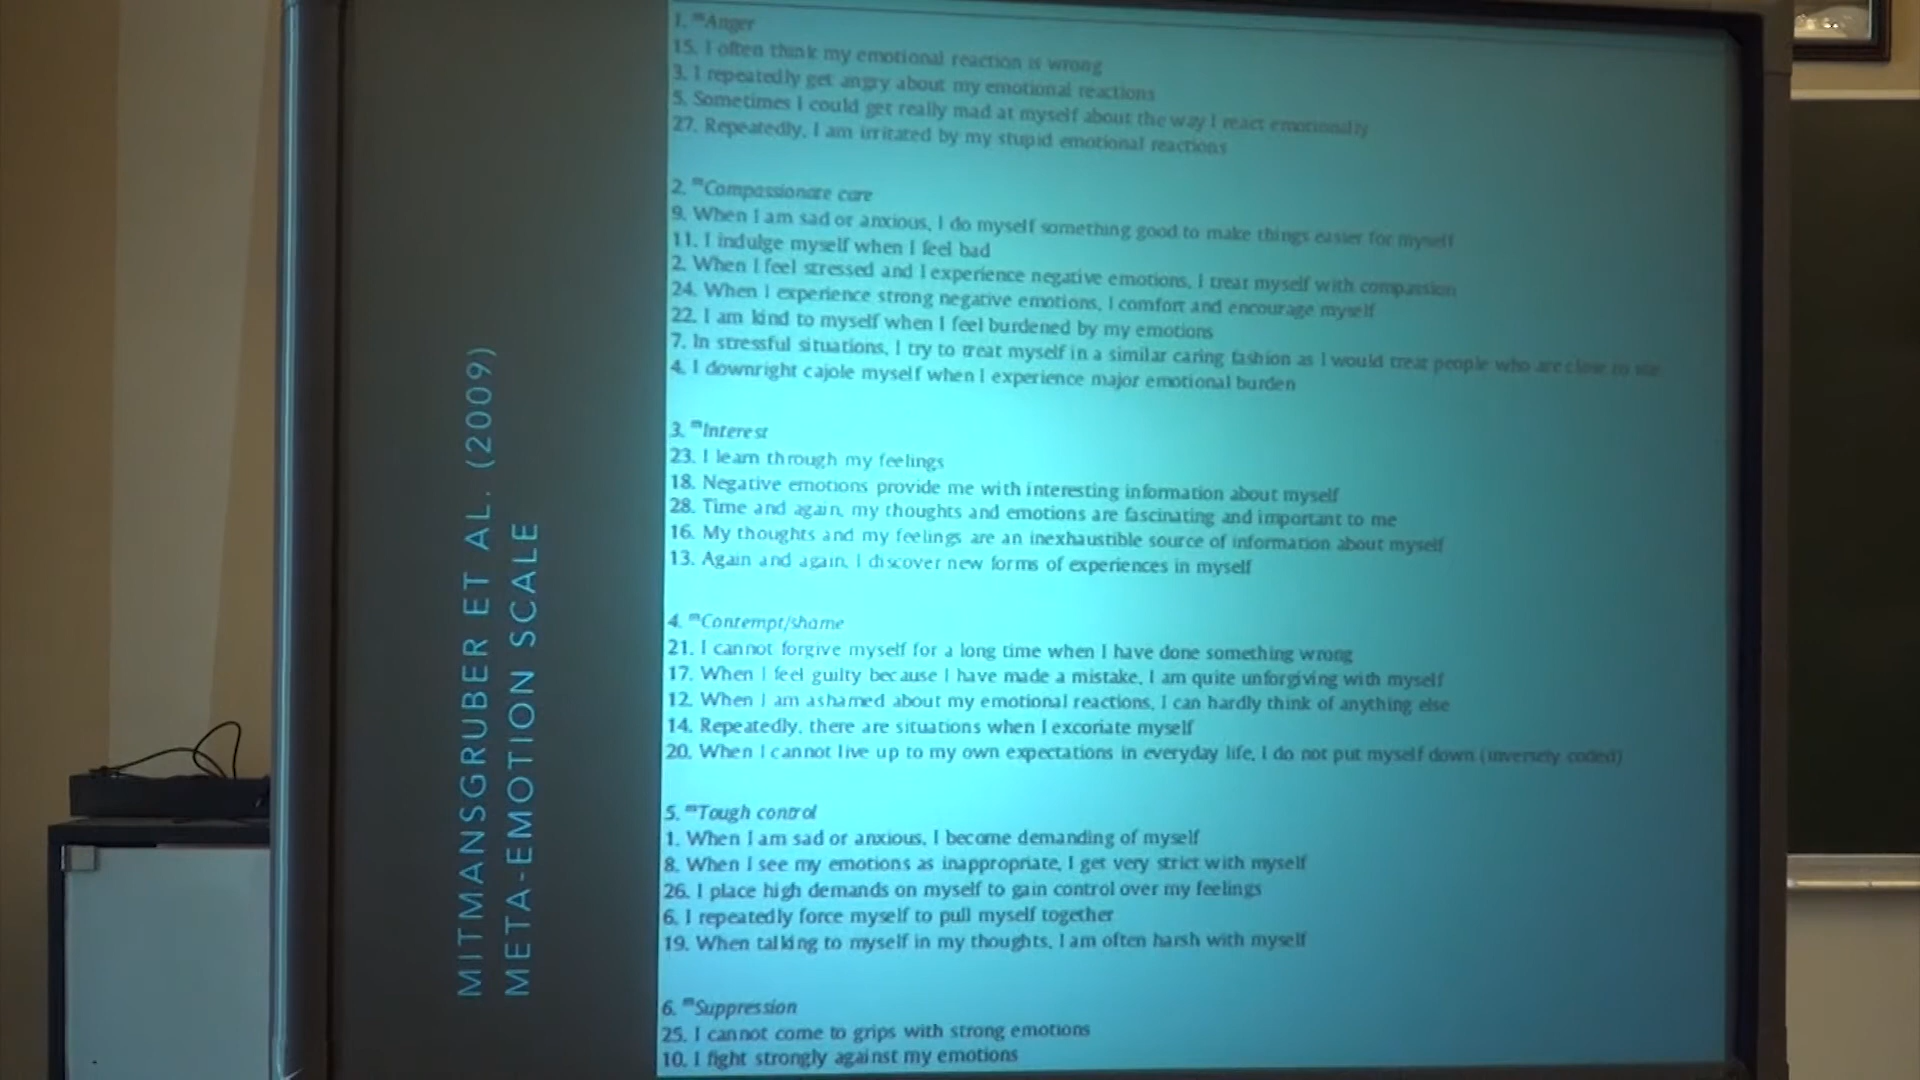 MITMANSGRUBER ET AL. (2009)
META-EMOTION SCALE
1. mAnger
15. I often think my emotional reaction is wrong
3. I repeatedly get angry about my emotional reactions
5. Sometimes I could get really mad at myself about the way I react emotionally
27. Repeatedly, I am irritated by my stupid emotional reactions
2. mCompassionate care
9. When I am sad or anxious, I do myself something good to make things easier for myself
11. I indulge myself when I feel bad
2. When I feel stressed and I experience negative emotions, I treat myself with compassion
24. When I experience strong negative emotions, I comfort and encourage myself
22. I am kind to myself when I feel burdened by my emotions
7. In stressful situations, I try to treat myself in a similar caring fashion as I would treat people who are close to me
4. I downright cajole myself when I experience major emotional burden
3. mInterest
23. I learn through my feelings
18. Negative emotions provide me with interesting information about myself
28. Time and again, my thoughts and emotions are fascinating and important to me
16. My thoughts and my feelings are an inexhaustible source of information about myself
13. Again and again, I discover new forms of experiences in myself
4. mContempt/shame
21. I cannot forgive myself for a long time when I have done something wrong
17. When I feel guilty because I have made a mistake, I am quite unforgiving with myself
12. When I am ashamed about my emotional reactions, I can hardly think of anything else
14. Repeatedly, there are situations when I excoriate myself
20. When I cannot live up to my own expectations in everyday life, I do not put myself down (inversely coded)
5. mTough control
1. When I am sad or anxious, I become demanding of myself
8. When I see my emotions as inappropriate, I get very strict with myself
26. I place high demands on myself to gain control over my feelings
6. I repeatedly force myself to pull myself together
19. When talking to myself in my thoughts, I am often harsh with myself
6. mSuppression
25. I cannot come to grips with strong emotions
10. I fight strongly against my emotions